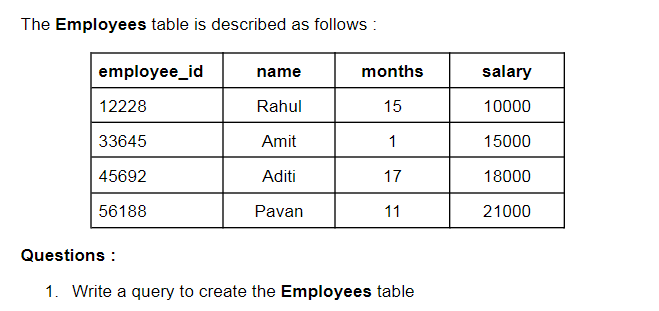 The Employees table is described as follows :
employee_id name months salary
12228 Rahul 15 10000
33645 Amit 1 15000
45692 Aditi 17 18000
56188 Pavan 11 21000
Questions :
1. Write a query to create the Employees table